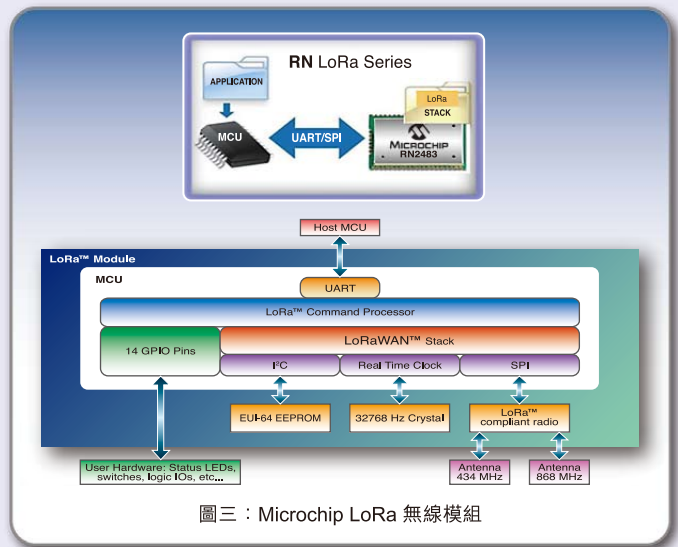 RN LoRa Series
APPLICATION
MCU
UART/SPI
LoRa
STACK
MICROCHIP
RN2483
Host MCU
LoRa™ Module
MCU
UART
LoRa™ Command Processor
14 GPIO Pins
LoRaWAN™ Stack
I²C
Real Time Clock
SPI
EUI-64 EEPROM
32768 Hz Crystal
LoRa™
compliant radio
User Hardware: Status LEDs,
switches, logic IOs, etc...
Antenna
434 MHz
Antenna
868 MHz
圖三：Microchip LoRa 無線模組